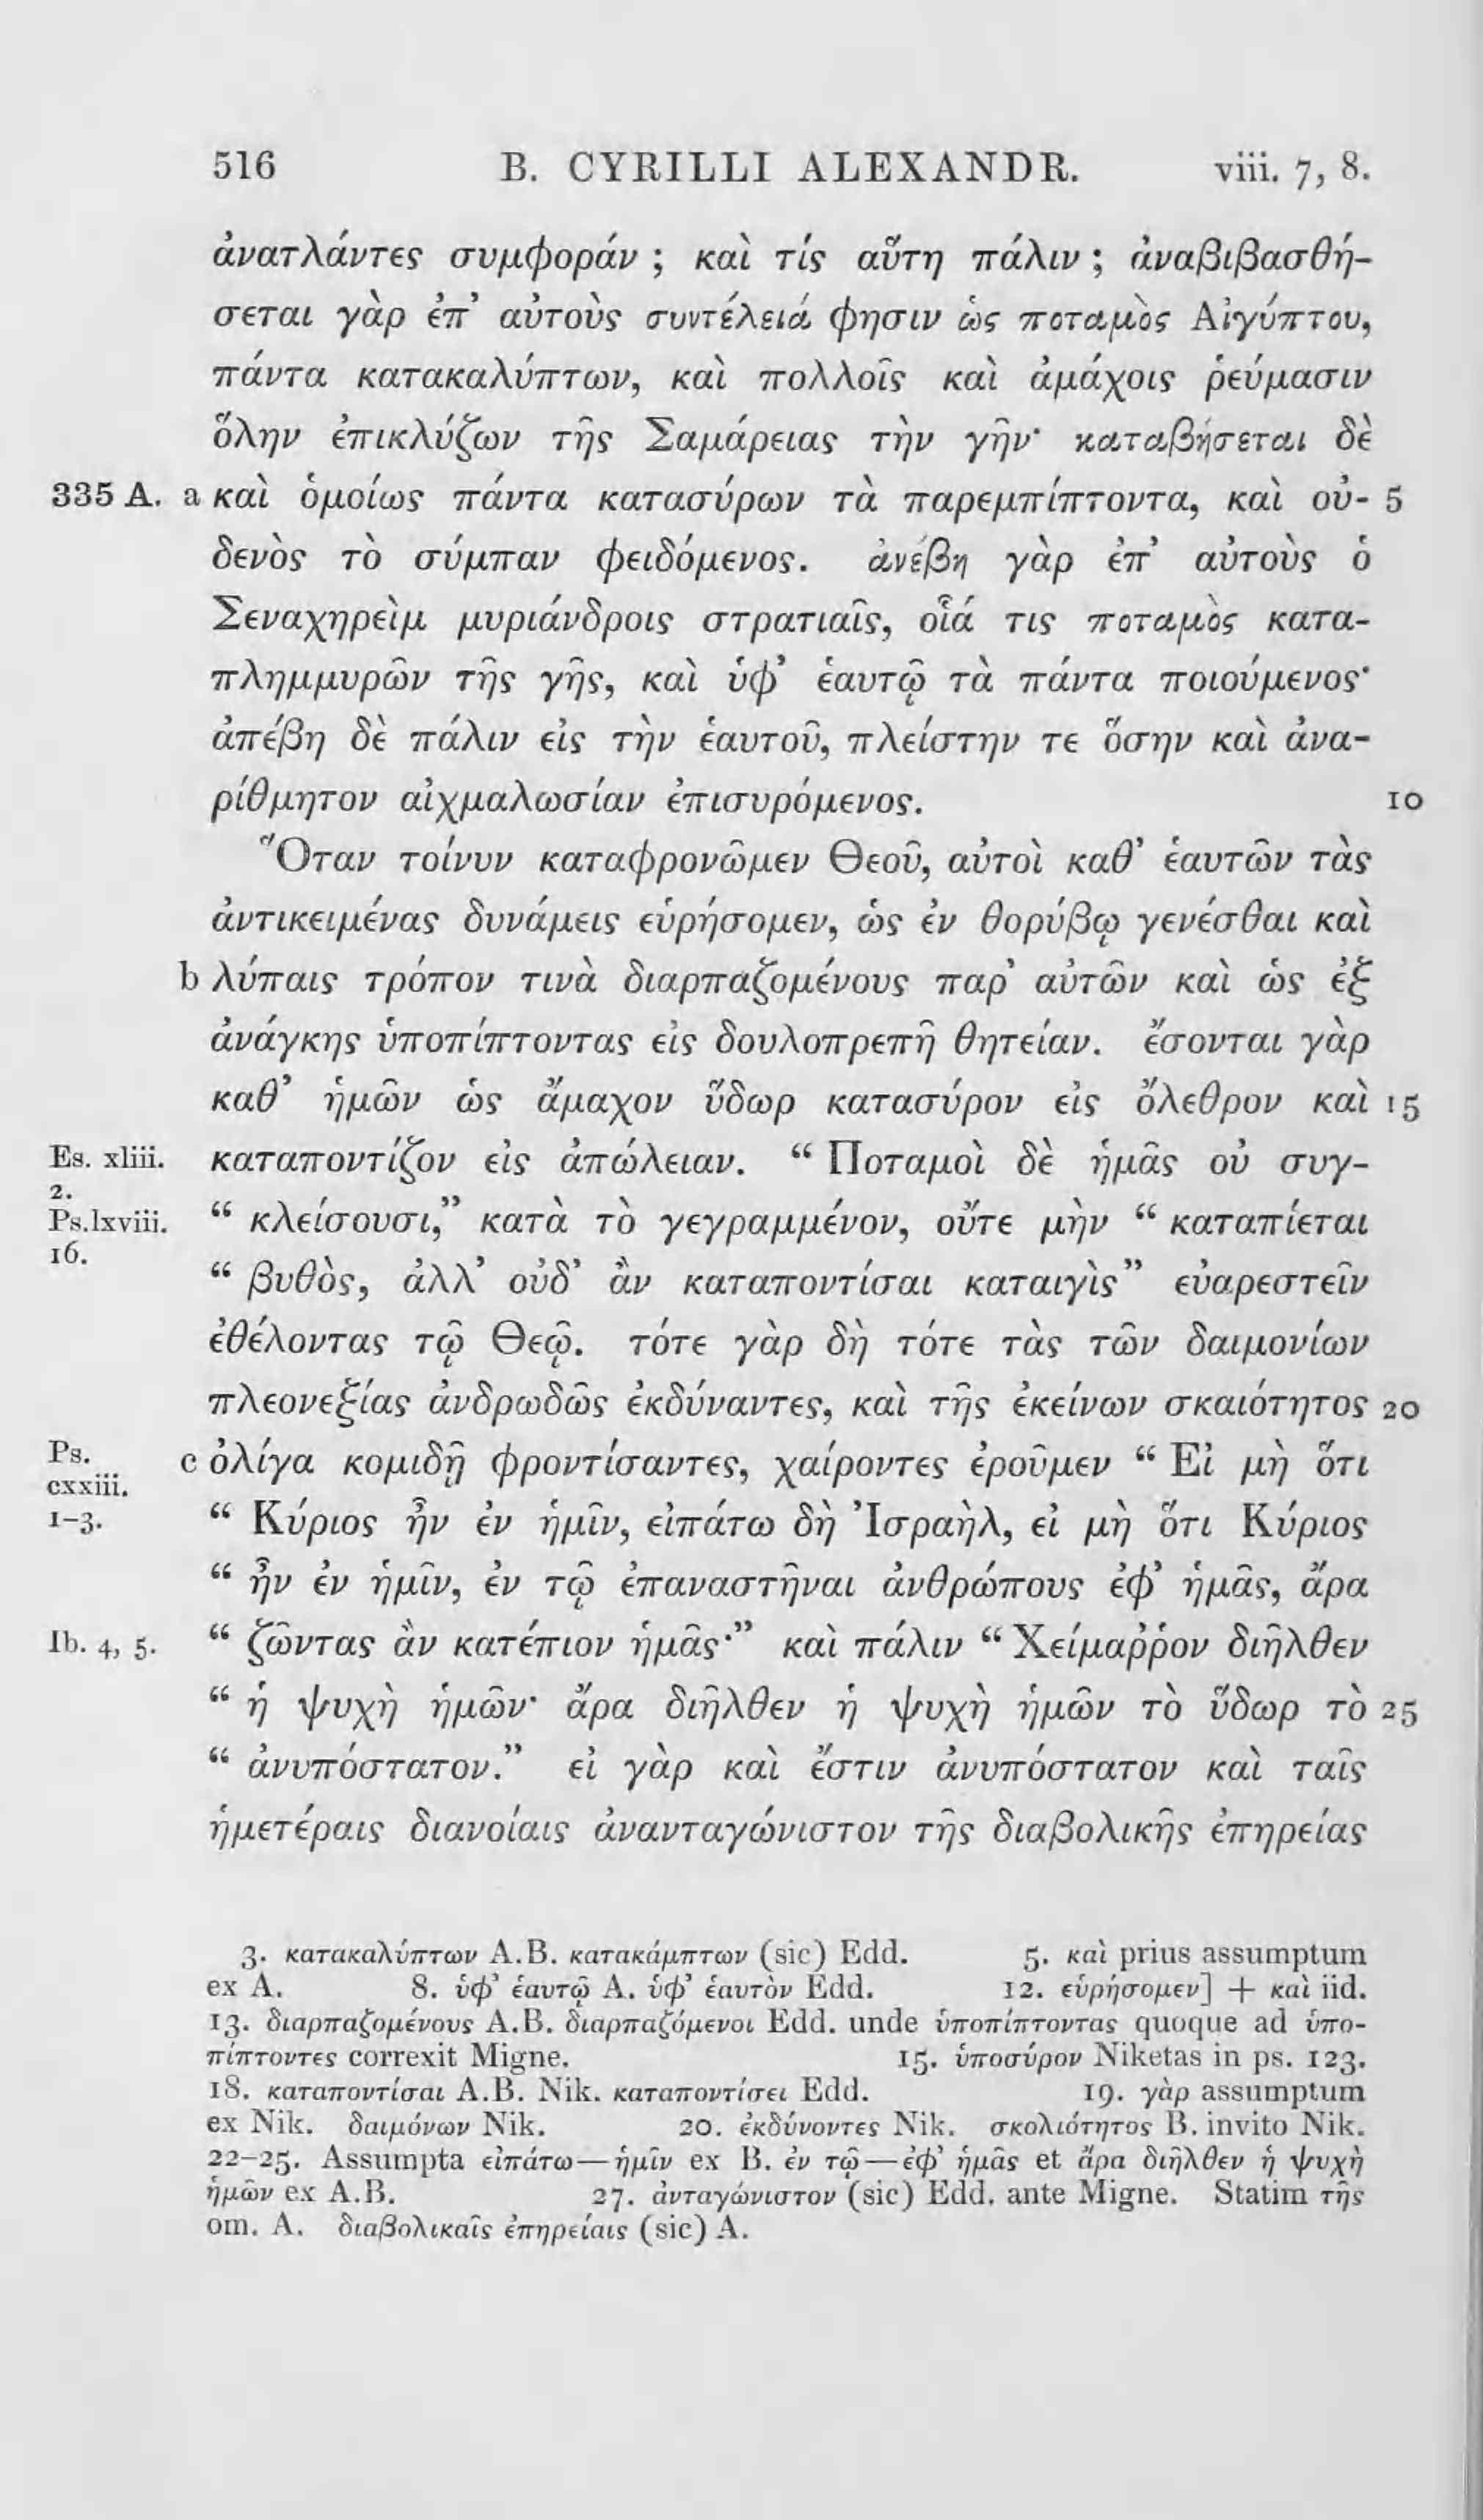 516 B. CYRILLI ALEXANDR. viii. 7, 8.
ἀνατλάντες συμφοράν ; καὶ τίς αὕτη πάλιν ; ἀναβιβασθή-
σεται γὰρ ἐπ’ αὐτοὺς συντέλειά φησιν ὡς ποταμὸς Αἰγύπτου,
πάντα κατακαλύπτων, καὶ πολλοῖς καὶ ἀμάχοις ῥεύμασιν
ὅλην ἐπικλύζων τῆς Σαμάρειας τὴν γῆν· καταβήσεται δὲ
335 A. a καὶ ὁμοίως πάντα κατασύρων τὰ παρεμπίπτοντα, καὶ οὐ- 5
δενὸς τὸ σύμπαν φειδόμενος. ἀνέβη γὰρ ἐπ’ αὐτοὺς ὁ
Σεναχηρεὶμ μυριάνδροις στρατιαῖς, οἷά τις ποταμὸς κατα-
πλημμυρῶν τῆς γῆς, καὶ ὑφ’ ἑαυτῷ τὰ πάντα ποιούμενος·
ἀπέβη δὲ πάλιν εἰς τὴν ἑαυτοῦ, πλείστην τε ὅσην καὶ ἀνα-
ρίθμητον αἰχμαλωσίαν ἐπισυρόμενος. 10
Ὅταν τοίνυν καταφρονῶμεν Θεοῦ, αὐτοὶ καθ’ ἑαυτῶν τὰς
ἀντικειμένας δυνάμεις εὑρήσομεν, ὡς ἐν θορύβῳ γενέσθαι καὶ
b λύπαις τρόπον τινὰ διαρπαζομένους παρ’ αὐτῶν καὶ ὡς ἐξ
ἀνάγκης ὑποπίπτοντας εἰς δουλοπρεπῆ θητείαν. ἔσονται γὰρ
καθ’ ἡμῶν ὡς ἄμαχον ὕδωρ κατασύρον εἰς ὄλεθρον καὶ 15
Es. xliii. 2. καταποντίζον εἰς ἀπώλειαν. “ Ποταμοὶ δὲ ἡμᾶς οὐ συγ-
Ps. lxviii. 16. “ κλείσουσι,” κατὰ τὸ γεγραμμένον, οὔτε μὴν “ καταπίεται
“ βυθὸς, ἀλλ’ οὐδ’ ἂν καταποντίσαι καταιγὶς” εὐαρεστεῖν
ἐθέλοντας τῷ Θεῷ. τότε γὰρ δὴ τότε τὰς τῶν δαιμονίων
πλεονεξίας ἀνδρωδῶς ἐκδύναντες, καὶ τῆς ἐκείνων σκαιότητος 20
Ps. cxxiii. 1-3. c ὀλίγα κομιδῇ φροντίσαντες, χαίροντες ἐροῦμεν “ Εἰ μὴ ὅτι
“ Κύριος ἦν ἐν ἡμῖν, εἰπάτω δὴ Ἰσραὴλ, εἰ μὴ ὅτι Κύριος
“ ἦν ἐν ἡμῖν, ἐν τῷ ἐπαναστῆναι ἀνθρώπους ἐφ’ ἡμᾶς, ἄρα
Ib. 4, 5. “ ζῶντας ἂν κατέπιον ἡμᾶς·” καὶ πάλιν “ Χείμαῤῥον διῆλθεν
“ ἡ ψυχὴ ἡμῶν· ἄρα διῆλθεν ἡ ψυχὴ ἡμῶν τὸ ὕδωρ τὸ 25
“ ἀνυπόστατον.” εἰ γὰρ καὶ ἔστιν ἀνυπόστατον καὶ ταῖς
ἡμετέραις διανοίαις ἀνανταγώνιστον τῆς διαβολικῆς ἐπηρείας
3. κατακαλύπτων A.B. κατακάμπτων (sic) Edd. 5. καὶ prius assumptum
ex A. 8. ὑφ’ ἑαυτῷ A. ὑφ’ ἑαυτὸν Edd. 12. εὑρήσομεν] + καὶ iid.
13. διαρπαζομένους A.B. διαρπαζόμενοι Edd. unde ὑποπίπτοντας quoque ad ὑπο-
πίπτοντες correxit Migne. 15. ὑποσύρον Niketas in ps. 123.
18. καταποντίσαι A.B. Nik. καταποντίσει Edd. 19. γὰρ assumptum
ex Nik. δαιμόνων Nik. 20. ἐκδύνοντες Nik. σκολιότητος B. invito Nik.
22–25. Assumpta εἰπάτω—ἡμῖν ex B. ἐν τῷ—ἐφ’ ἡμᾶς et ἄρα διῆλθεν ἡ ψυχὴ
ἡμῶν ex A.B. 27. ἀνταγώνιστον (sic) Edd. ante Migne. Statim τῆς
om. A. διαβολικαῖς ἐπηρείαις (sic) A.